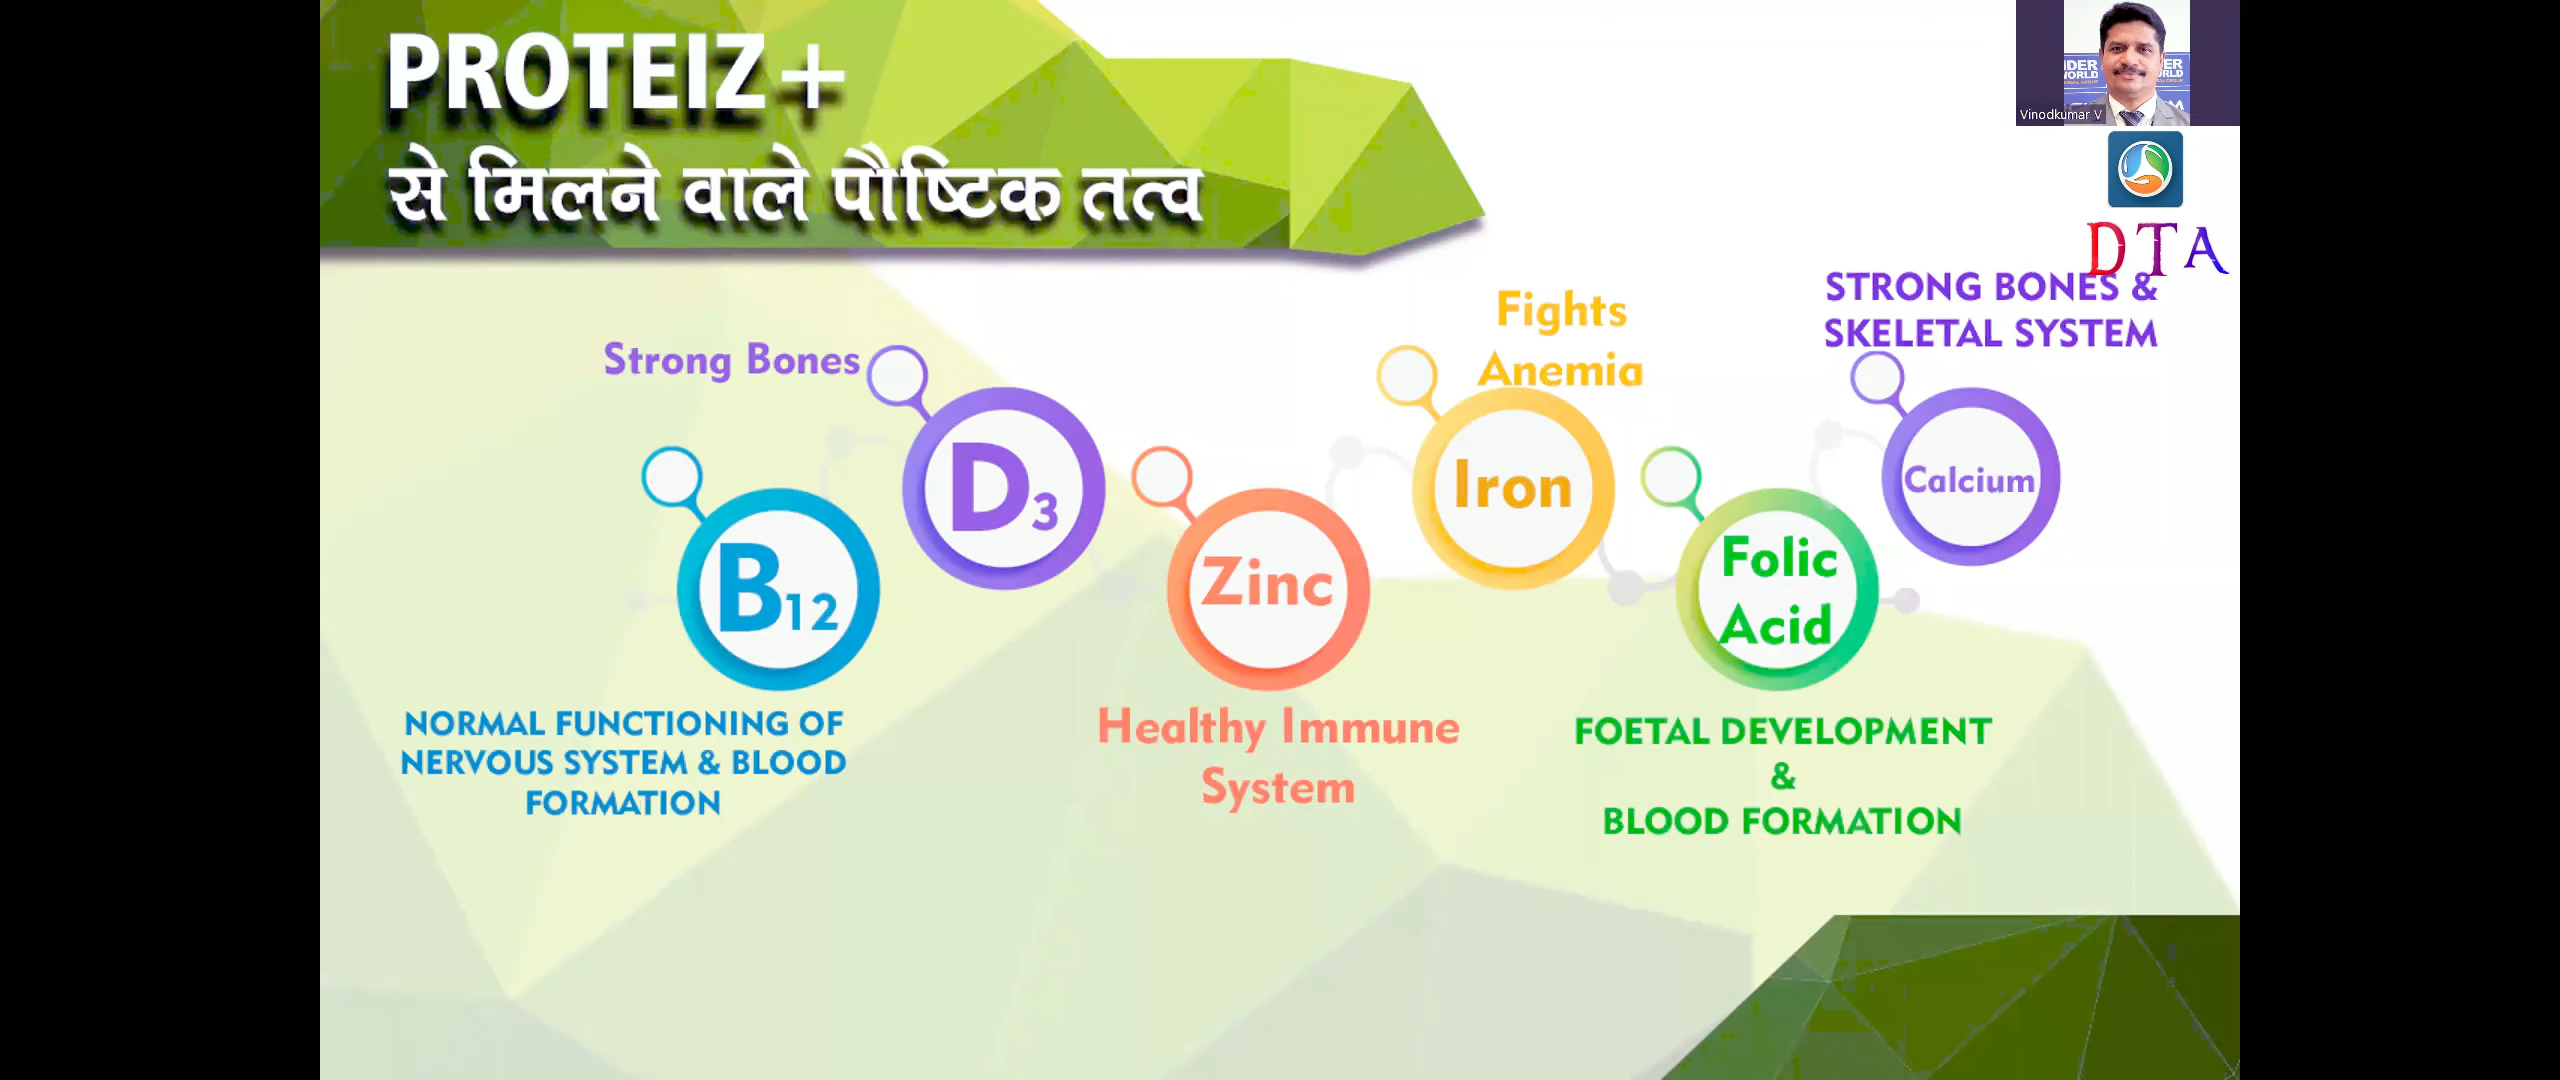 PROTEIZ+
से मिलने वाले पौष्टिक तत्व
Vinodkumar V
DTA
Strong Bones
D3
B12
NORMAL FUNCTIONING OF
NERVOUS SYSTEM & BLOOD
FORMATION
Zinc
Healthy Immune
System
Fights
Anemia
Iron
Folic
Acid
FOETAL DEVELOPMENT
&
BLOOD FORMATION
STRONG BONES &
SKELETAL SYSTEM
Calcium